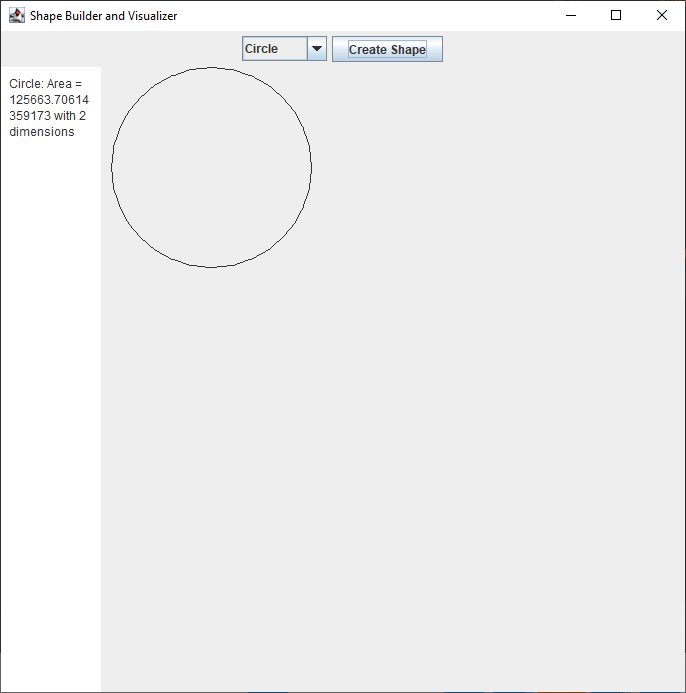 Shape Builder and Visualizer
Circle
Create Shape
Circle: Area =
125663.70614
359173 with 2
dimensions